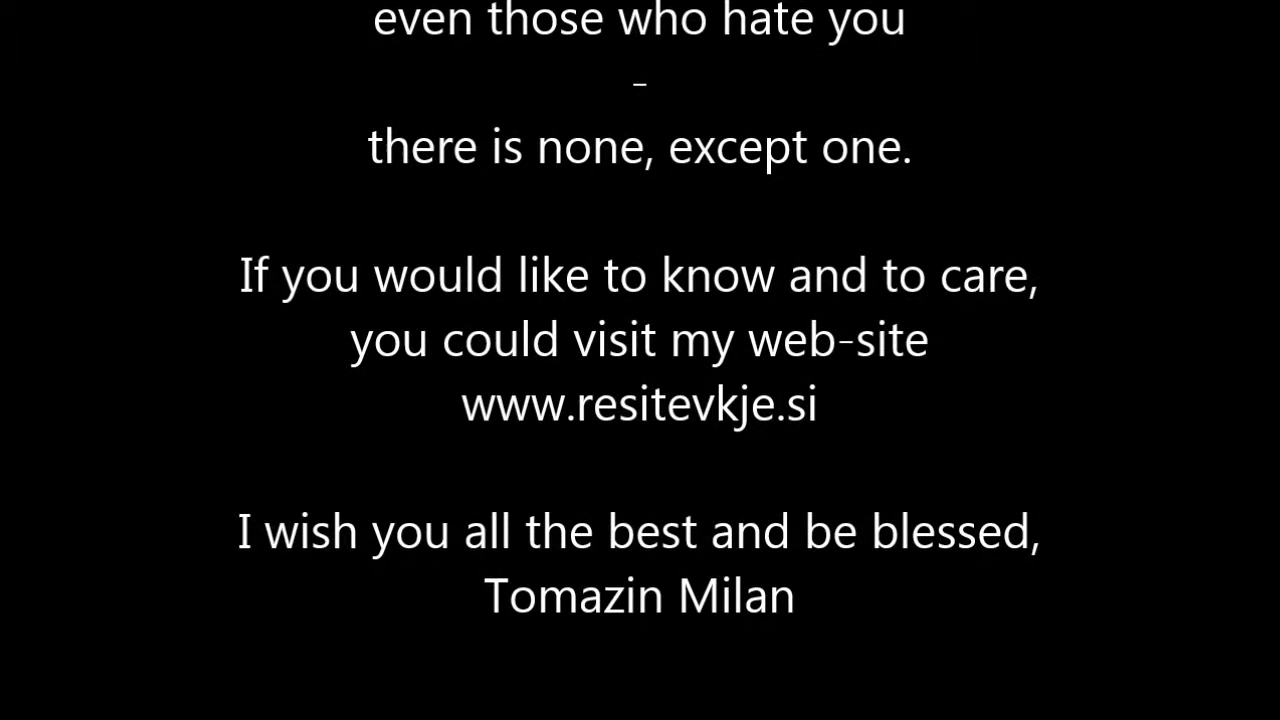 even those who hate you
-
there is none, except one.
If you would like to know and to care,
you could visit my web-site
www.resitevkje.si
I wish you all the best and be blessed,
Tomazin Milan